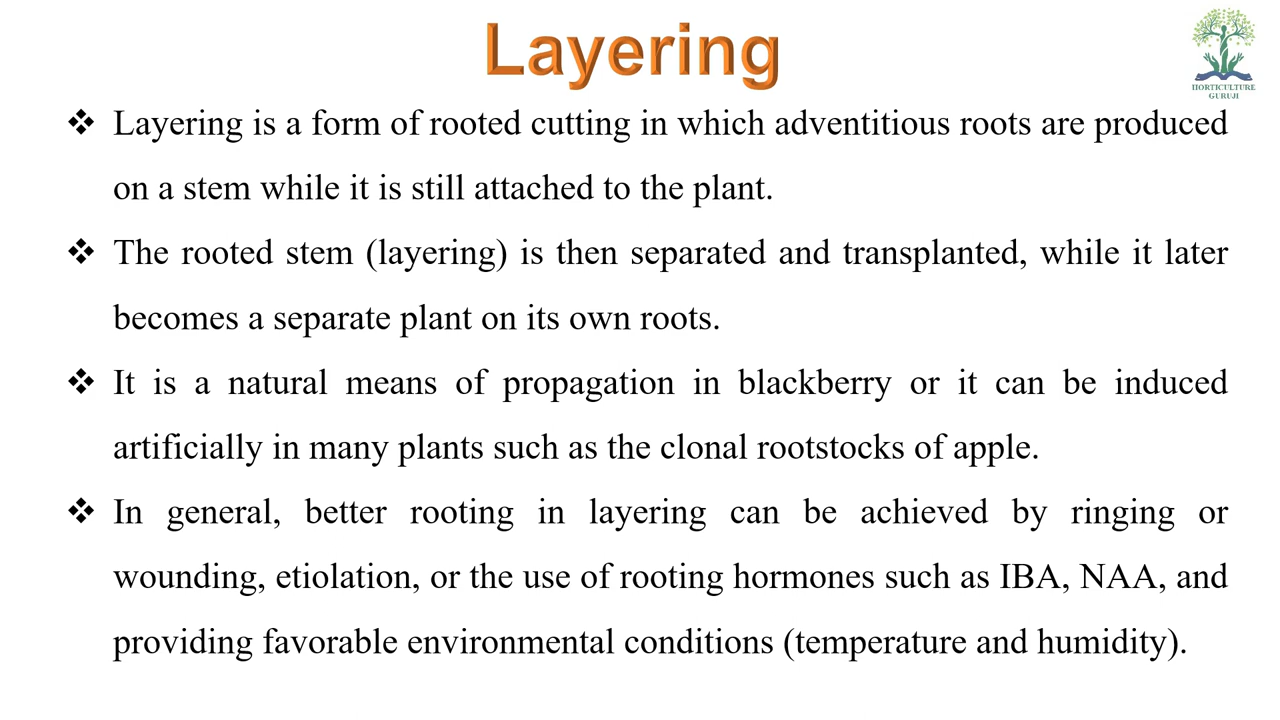 Layering
HORTICULTURE
GURUJI
❖ Layering is a form of rooted cutting in which adventitious roots are produced
on a stem while it is still attached to the plant.
❖ The rooted stem (layering) is then separated and transplanted, while it later
becomes a separate plant on its own roots.
❖ It is a natural means of propagation in blackberry or it can be induced
artificially in many plants such as the clonal rootstocks of apple.
❖ In general, better rooting in layering can be achieved by ringing or
wounding, etiolation, or the use of rooting hormones such as IBA, NAA, and
providing favorable environmental conditions (temperature and humidity).